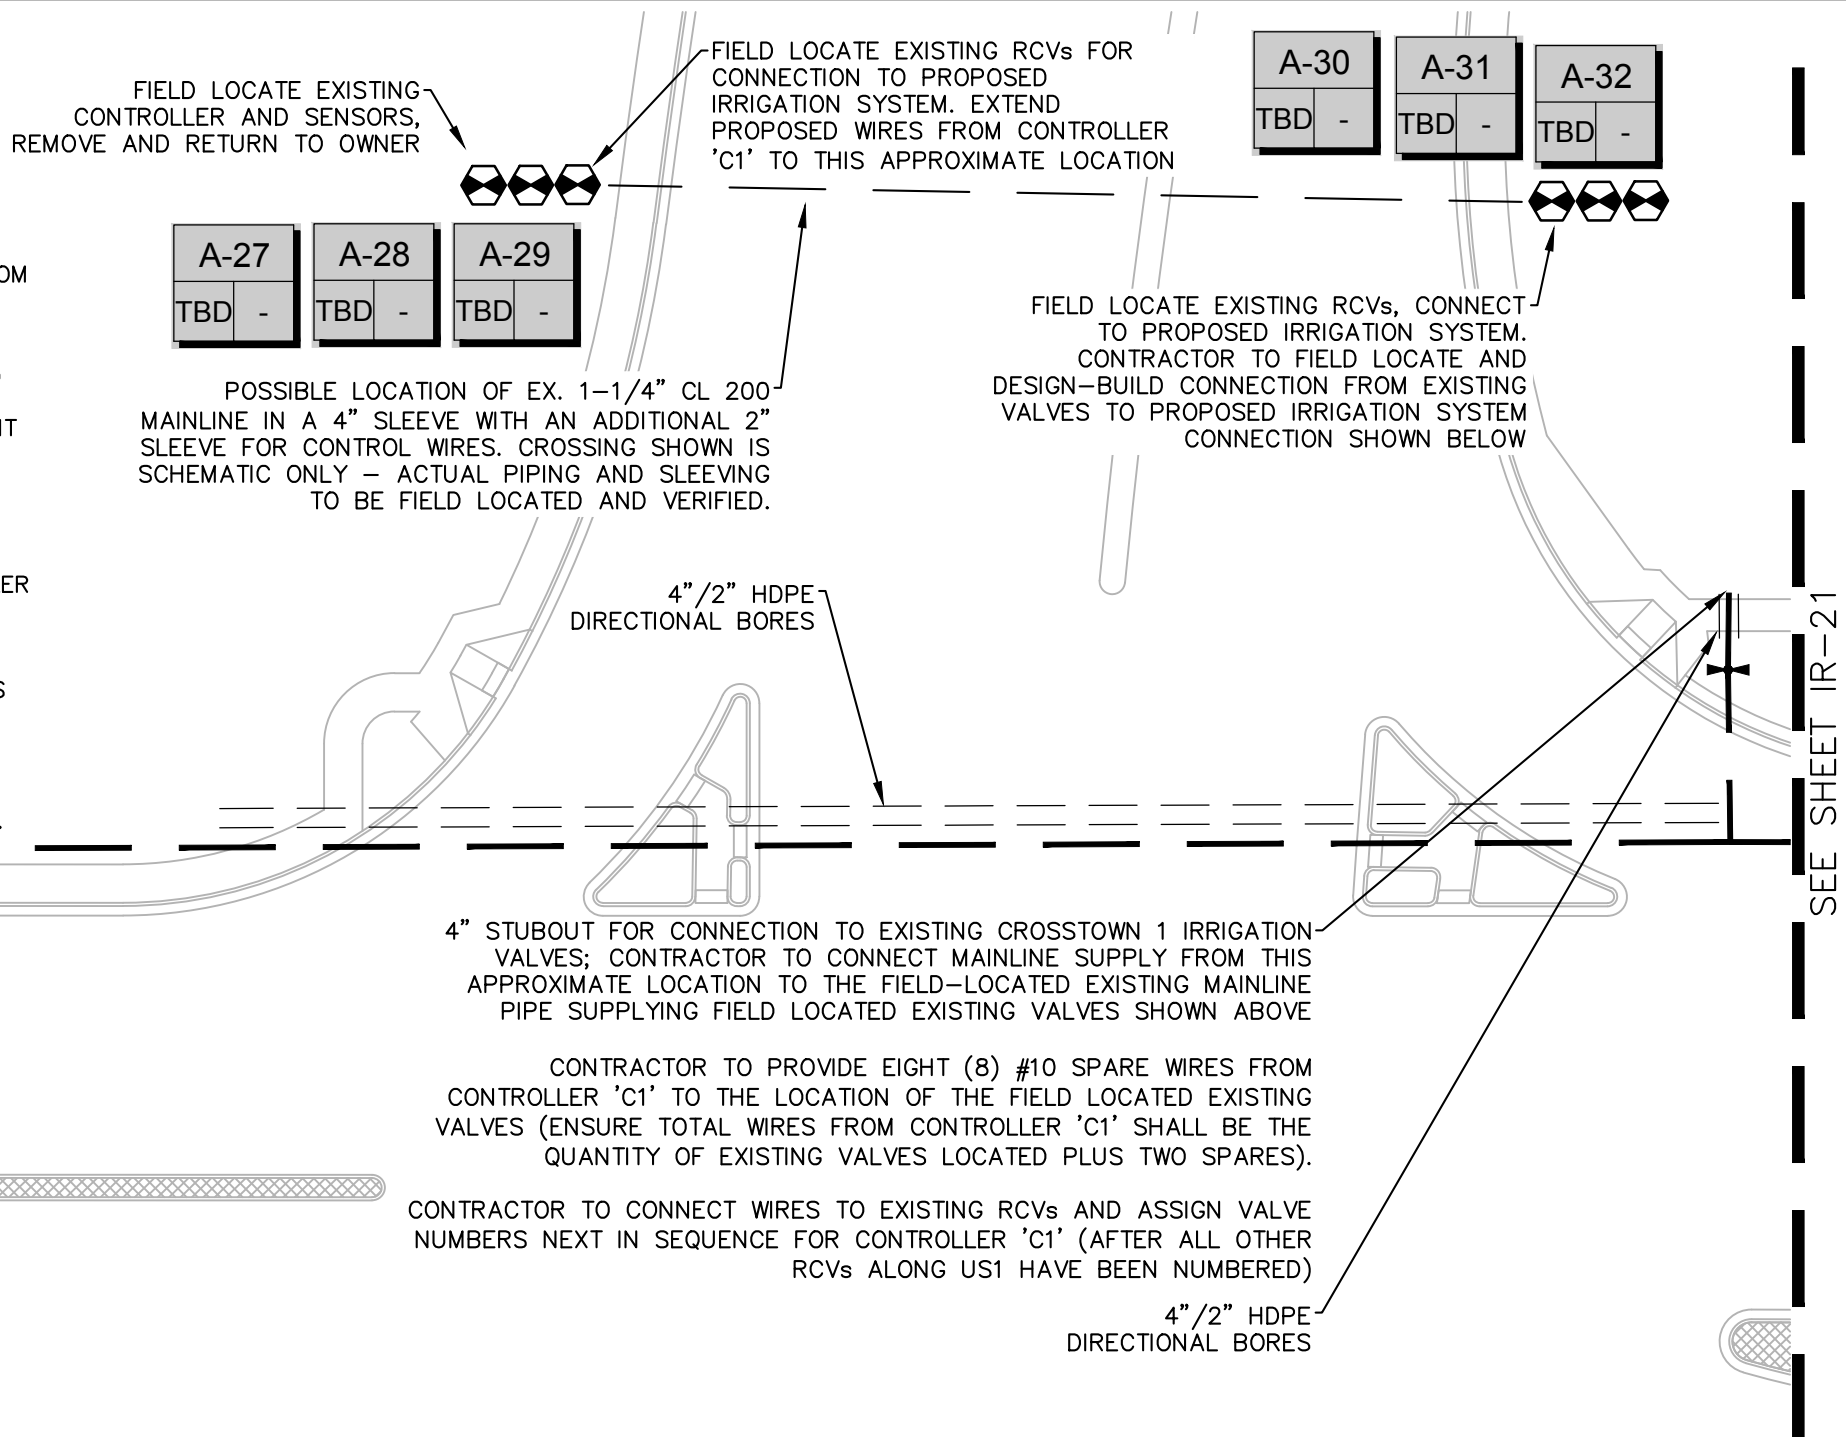 FIELD LOCATE EXISTING
CONTROLLER AND SENSORS,
REMOVE AND RETURN TO OWNER
FIELD LOCATE EXISTING RCVs FOR
CONNECTION TO PROPOSED
IRRIGATION SYSTEM. EXTEND
PROPOSED WIRES FROM CONTROLLER
'C1' TO THIS APPROXIMATE LOCATION
A-30
TBD -
A-31
TBD -
A-32
TBD -
A-27
TBD -
A-28
TBD -
A-29
TBD -
OM
IT
ER
S
FIELD LOCATE EXISTING RCVs, CONNECT
TO PROPOSED IRRIGATION SYSTEM.
CONTRACTOR TO FIELD LOCATE AND
DESIGN-BUILD CONNECTION FROM EXISTING
VALVES TO PROPOSED IRRIGATION SYSTEM
CONNECTION SHOWN BELOW
POSSIBLE LOCATION OF EX. 1-1/4" CL 200
MAINLINE IN A 4" SLEEVE WITH AN ADDITIONAL 2"
SLEEVE FOR CONTROL WIRES. CROSSING SHOWN IS
SCHEMATIC ONLY – ACTUAL PIPING AND SLEEVING
TO BE FIELD LOCATED AND VERIFIED.
4"/2" HDPE
DIRECTIONAL BORES
SEE SHEET IR-21
4" STUBOUT FOR CONNECTION TO EXISTING CROSSTOWN 1 IRRIGATION
VALVES; CONTRACTOR TO CONNECT MAINLINE SUPPLY FROM THIS
APPROXIMATE LOCATION TO THE FIELD-LOCATED EXISTING MAINLINE
PIPE SUPPLYING FIELD LOCATED EXISTING VALVES SHOWN ABOVE
CONTRACTOR TO PROVIDE EIGHT (8) #10 SPARE WIRES FROM
CONTROLLER 'C1' TO THE LOCATION OF THE FIELD LOCATED EXISTING
VALVES (ENSURE TOTAL WIRES FROM CONTROLLER 'C1' SHALL BE THE
QUANTITY OF EXISTING VALVES LOCATED PLUS TWO SPARES).
CONTRACTOR TO CONNECT WIRES TO EXISTING RCVs AND ASSIGN VALVE
NUMBERS NEXT IN SEQUENCE FOR CONTROLLER 'C1' (AFTER ALL OTHER
RCVs ALONG US1 HAVE BEEN NUMBERED)
4"/2" HDPE
DIRECTIONAL BORES